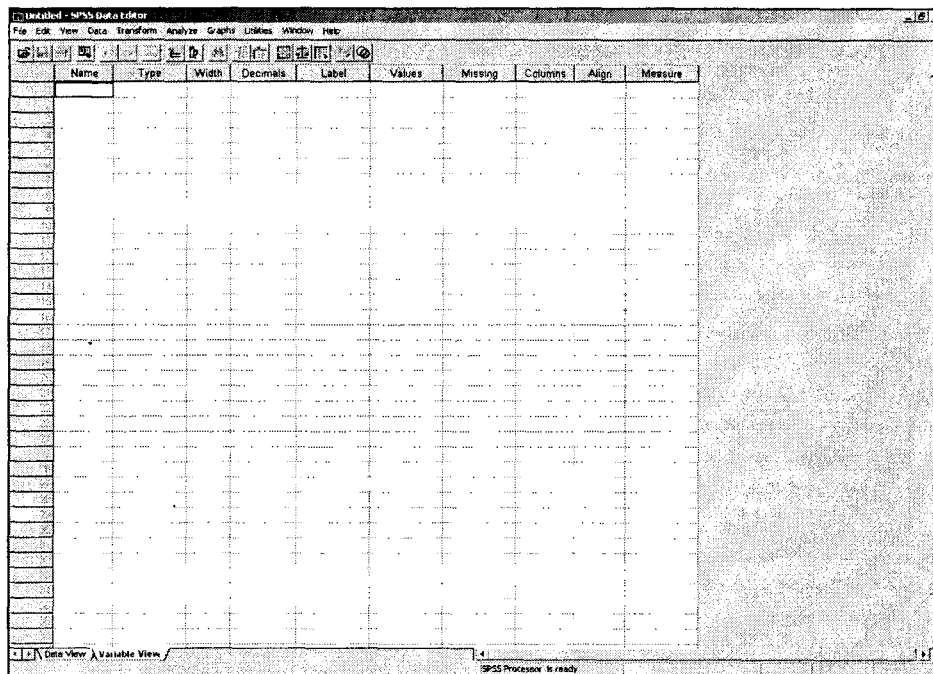 Untitled - SPSS Data Editor
File Edit View Data Transform Analyze Graphs Utilities Window Help
Name Type Width Decimals Label Values Missing Columns Align Measure
Data View Variable View
SPSS Processor is ready